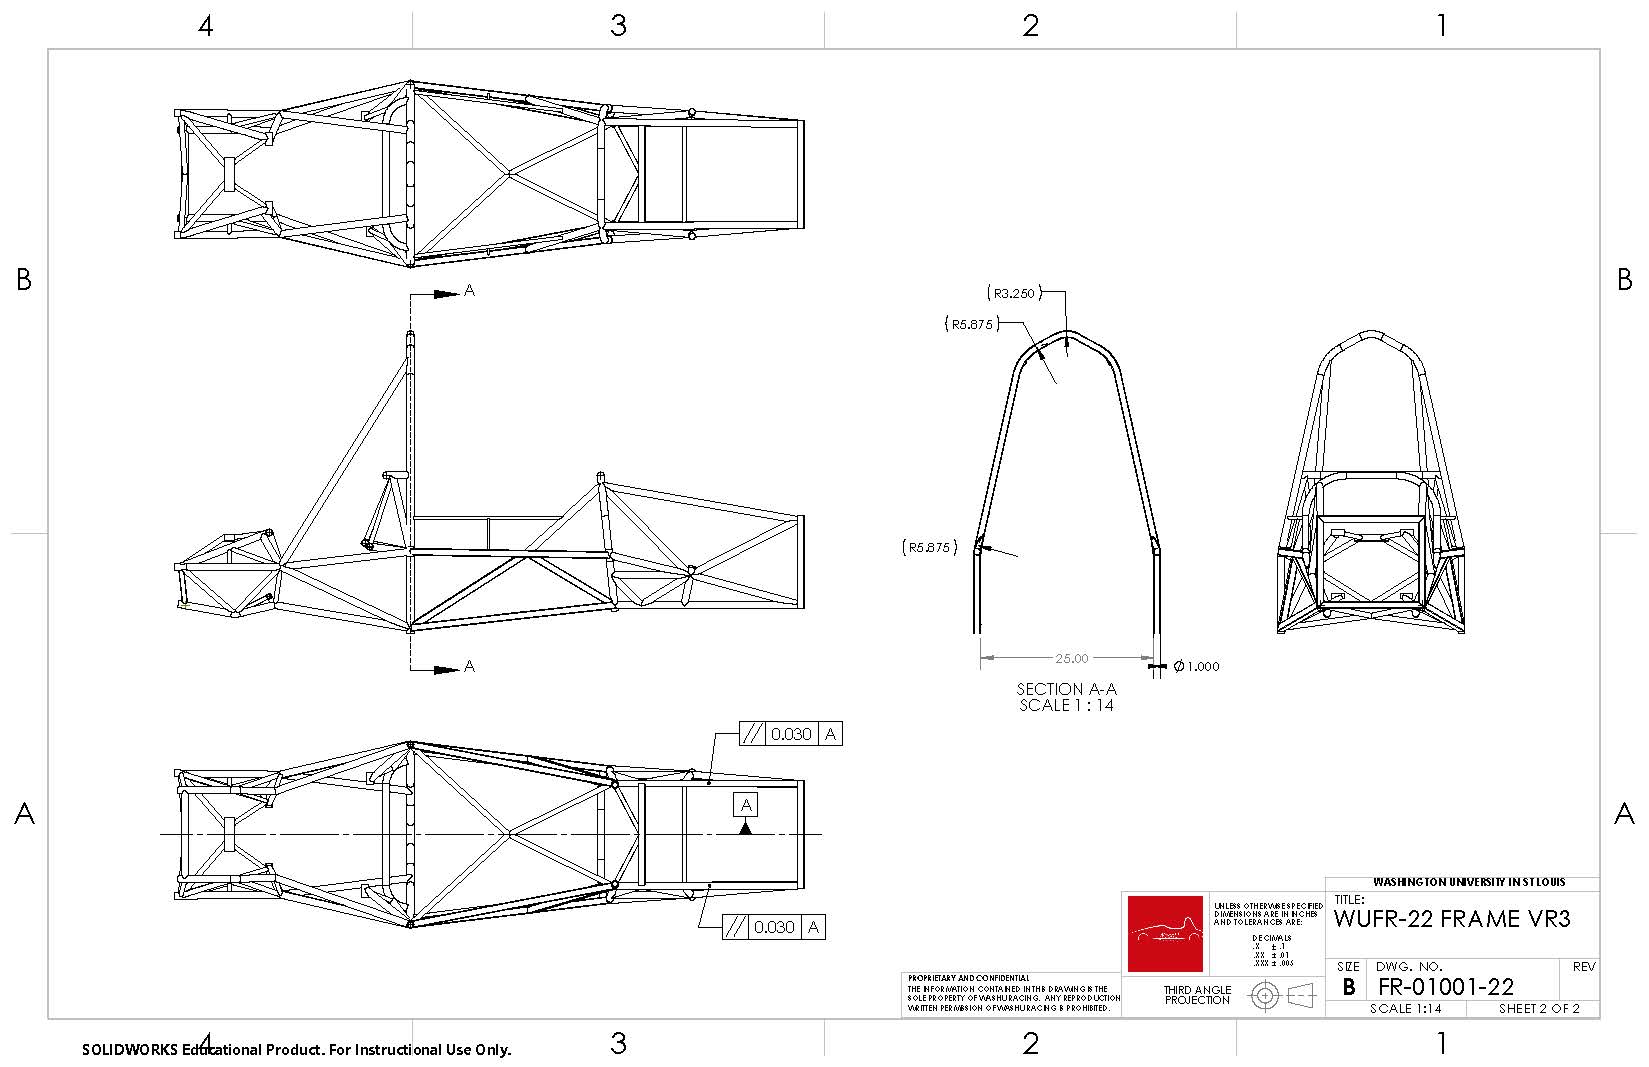 4 3 2 1
B B
A
A
(R3.250)
(R5.875)
(R5.875)
25.00
Ø1.000
SECTION A-A
SCALE 1 : 14
// 0.030 A
A
// 0.030 A
A A
WASHINGTON UNIVERSITY IN ST LOUIS
TITLE:
WUFR-22 FRAME VR3
SIZE DWG. NO. REV
B FR-01001-22
SCALE 1:14 SHEET 2 OF 2
UNLESS OTHERWISE SPECIFIED
DIMENSIONS ARE IN INCHES
AND TOLERANCES ARE:
DECIMALS
.X ± .1
.XX ± .01
.XXX ± .005
THIRD ANGLE
PROJECTION
PROPRIETARY AND CONFIDENTIAL
THE INFORMATION CONTAINED IN THIS DRAWING IS THE
SOLE PROPERTY OF WASHU RACING. ANY REPRODUCTION
WRITTEN PERMISSION OF WASHU RACING IS PROHIBITED.
4 3 2 1
SOLIDWORKS Educational Product. For Instructional Use Only.